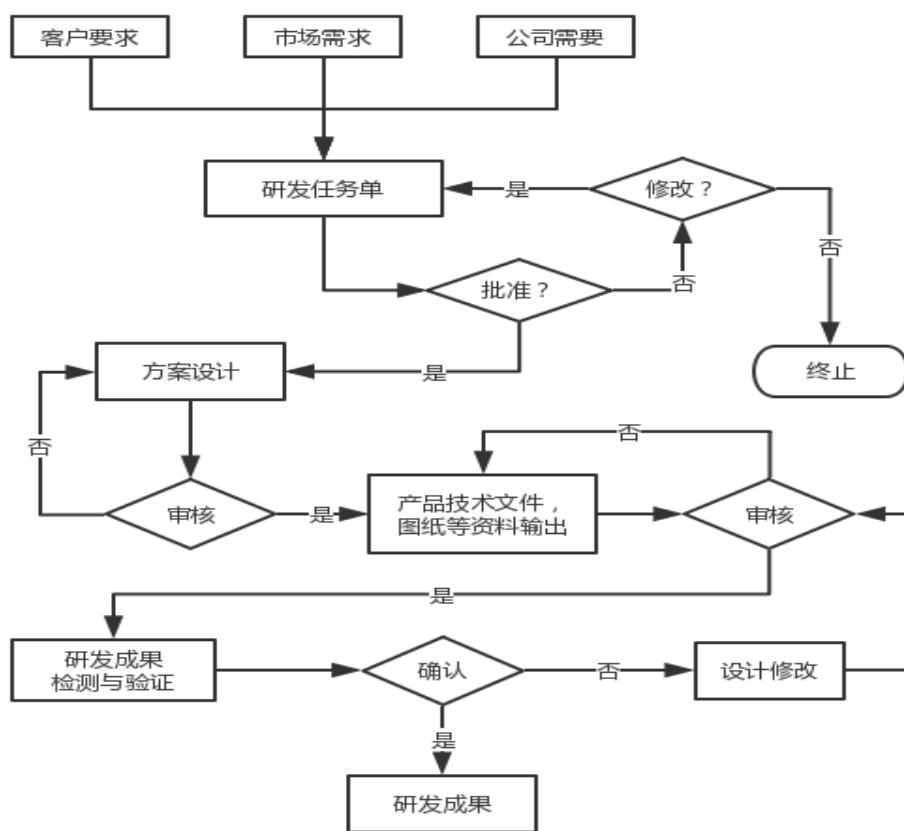 客户要求
市场需求
公司需要
研发任务单
是
修改？
否
否
批准？
是
方案设计
终止
否
否
审核
是
产品技术文件，
图纸等资料输出
审核
是
研发成果
检测与验证
确认
否
设计修改
是
研发成果